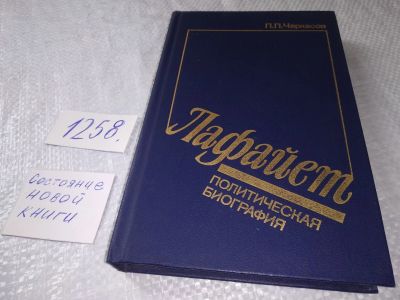 П.П.Черкасов
Лафайет
ПОЛИТИЧЕСКАЯ
БИОГРАФИЯ
1258.
Состояние
новой
книги